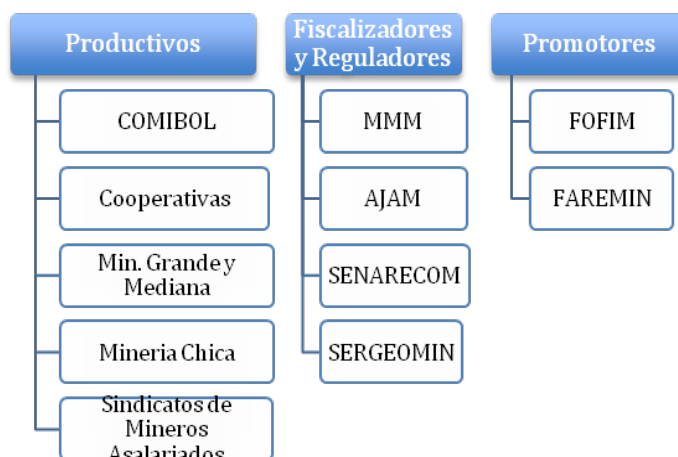 Productivos
COMIBOL
Cooperativas
Min. Grande y
Mediana
Mineria Chica
Sindicatos de
Mineros
Asalariados
Fiscalizadores
y Reguladores
MMM
AJAM
SENARECOM
SERGEOMIN
Promotores
FOFIM
FAREMIN